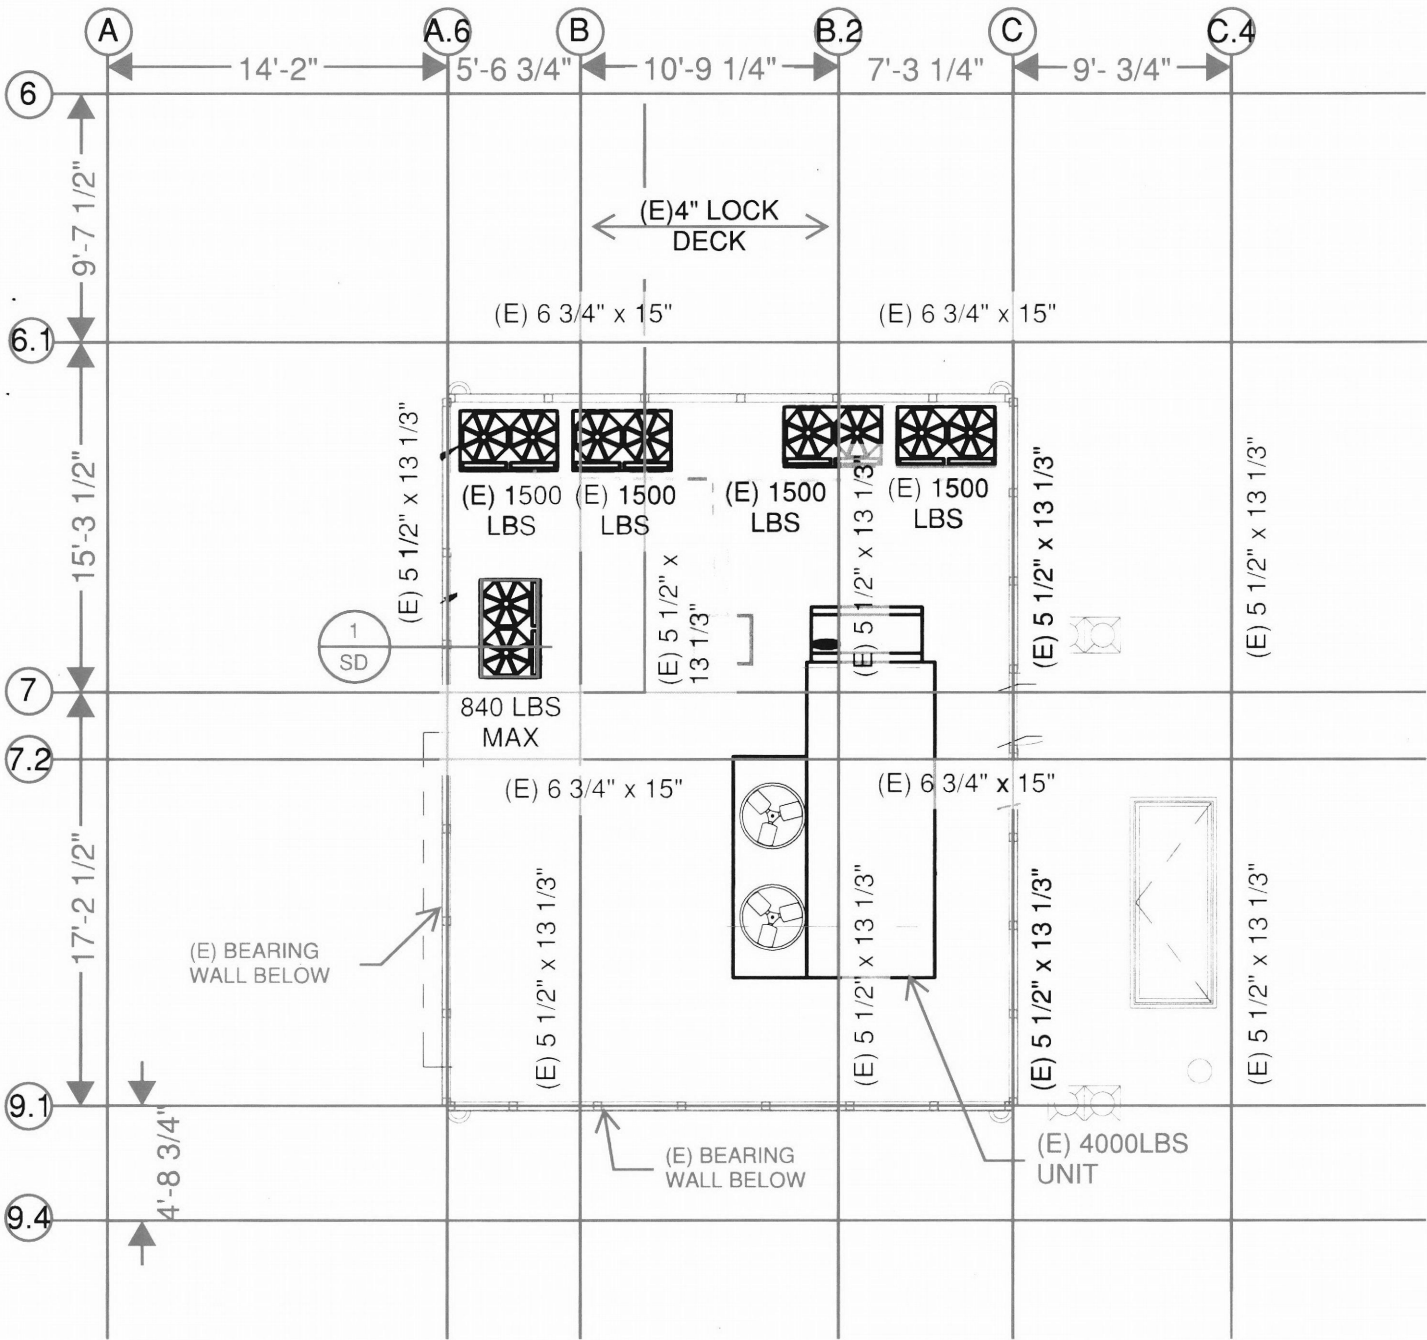 A
A.6
B
B.2
C
C.4
14'-2"
5'-6 3/4"
10'-9 1/4"
7'-3 1/4"
9'- 3/4"
6
9'-7 1/2"
(E)4" LOCK
DECK
(E) 6 3/4" x 15"
(E) 6 3/4" x 15"
6.1
15'-3 1/2"
(E) 5 1/2" x 13 1/3"
(E) 1500
LBS
(E) 1500
LBS
(E) 1500
LBS
(E) 1500
LBS
(E) 5 1/2" x
13 1/3"
(E) 5 1/2" x 13 1/3"
(E) 5 1/2" x 13 1/3"
(E) 5 1/2" x 13 1/3"
1
SD
7
840 LBS
MAX
7.2
(E) 6 3/4" x 15"
(E) 6 3/4" x 15"
17'-2 1/2"
(E) BEARING
WALL BELOW
(E) 5 1/2" x 13 1/3"
(E) 5 1/2" x 13 1/3"
(E) 5 1/2" x 13 1/3"
(E) 5 1/2" x 13 1/3"
9.1
4'-8 3/4"
(E) BEARING
WALL BELOW
(E) 4000LBS
UNIT
9.4